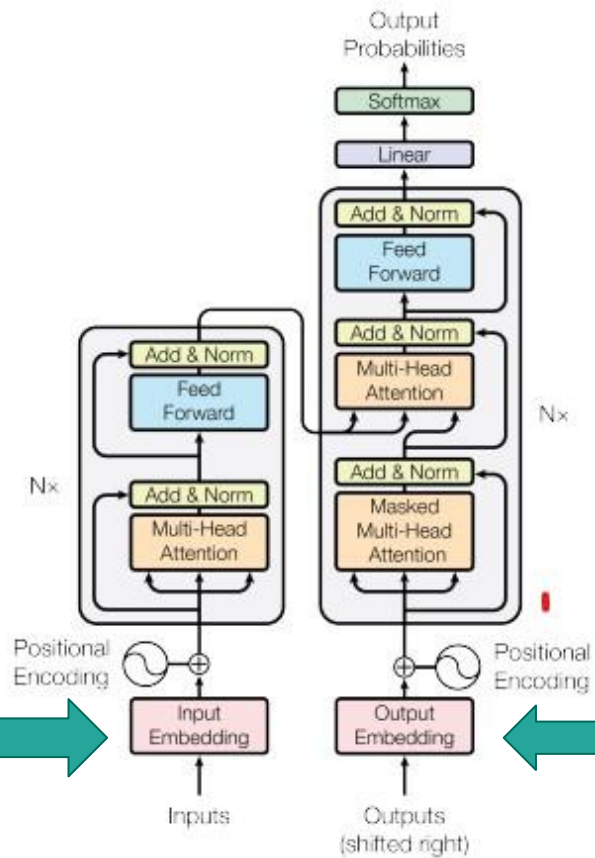 Output
Probabilities
Softmax
Linear
Add & Norm
Feed
Forward
Add & Norm
Multi-Head
Attention
Add & Norm
Masked
Multi-Head
Attention
Nx
Add & Norm
Feed
Forward
Add & Norm
Multi-Head
Attention
Nx
Positional
Encoding
Positional
Encoding
Input
Embedding
Output
Embedding
Inputs
Outputs
(shifted right)